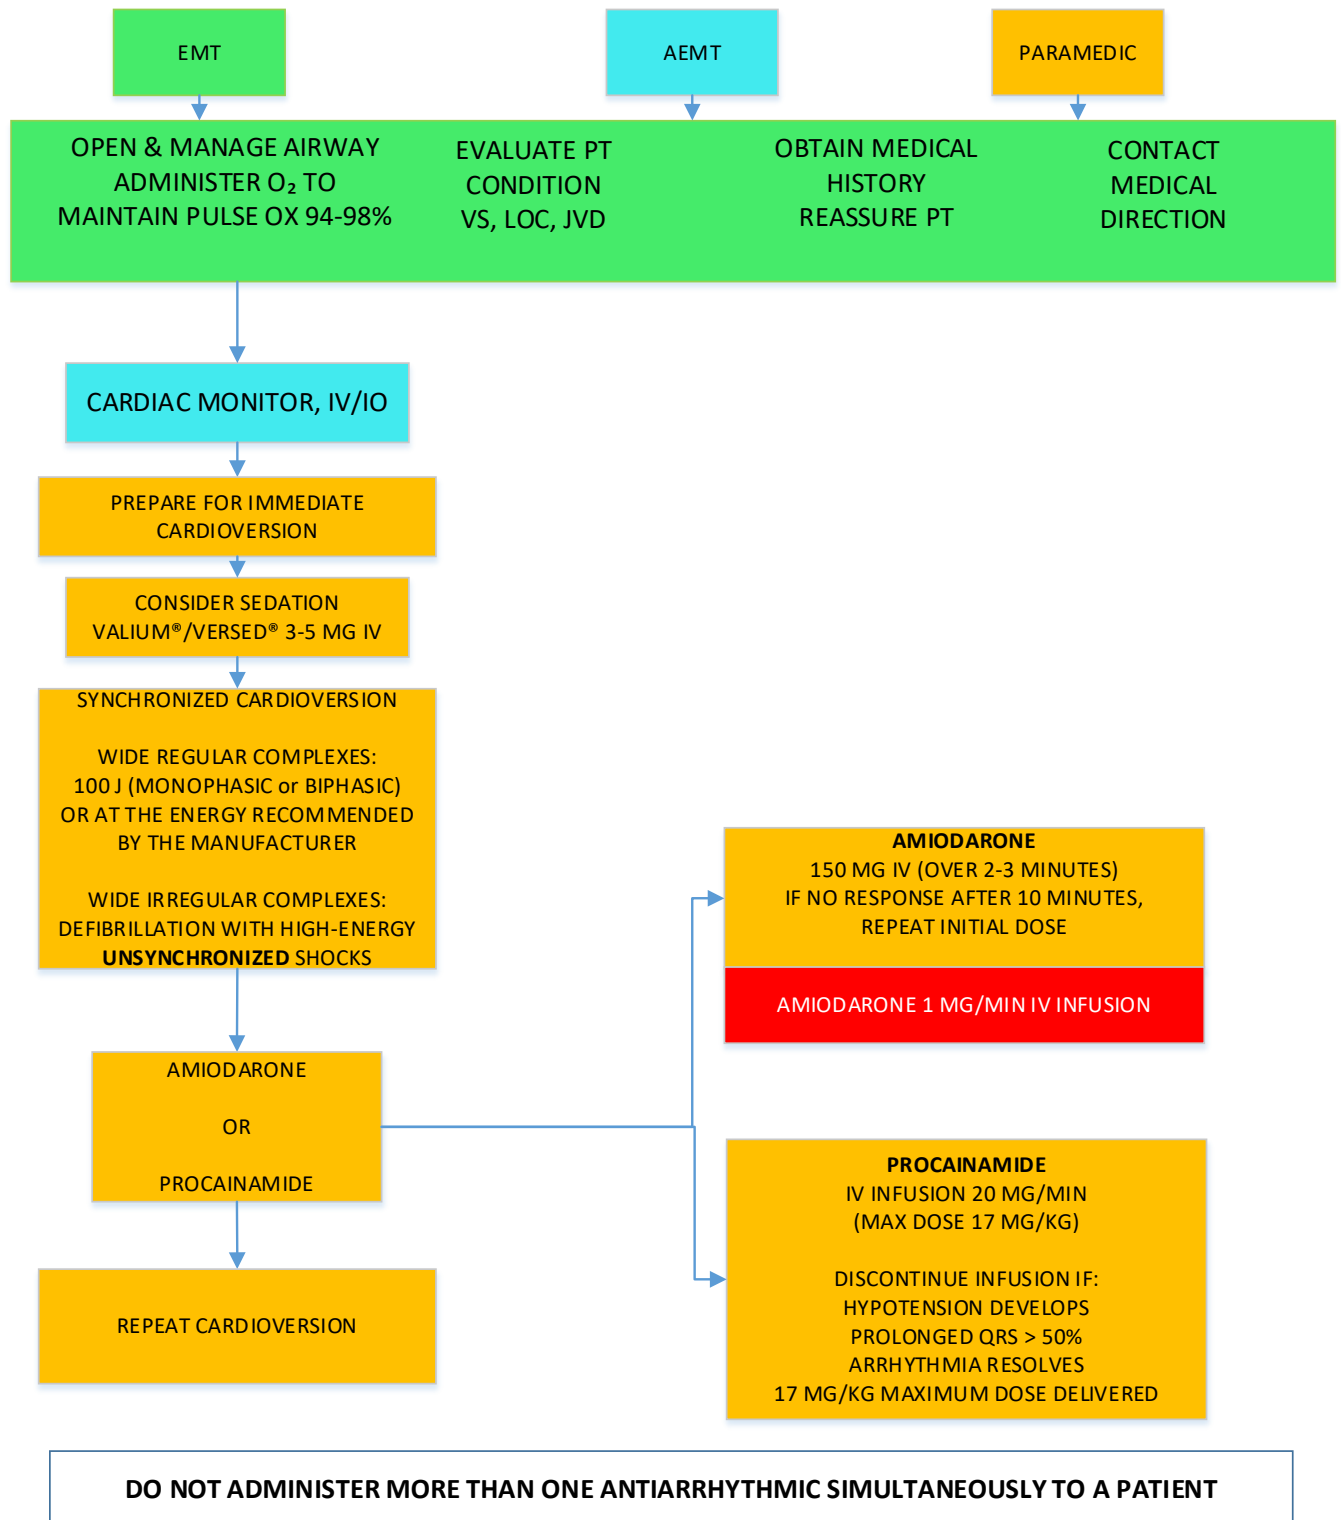 EMT
AEMT
PARAMEDIC
OPEN & MANAGE AIRWAY
ADMINISTER O₂ TO
MAINTAIN PULSE OX 94-98%
EVALUATE PT
CONDITION
VS, LOC, JVD
OBTAIN MEDICAL
HISTORY
REASSURE PT
CONTACT
MEDICAL
DIRECTION
CARDIAC MONITOR, IV/IO
PREPARE FOR IMMEDIATE
CARDIOVERSION
CONSIDER SEDATION
VALIUM®/VERSED® 3-5 MG IV
SYNCHRONIZED CARDIOVERSION
WIDE REGULAR COMPLEXES:
100 J (MONOPHASIC or BIPHASIC)
OR AT THE ENERGY RECOMMENDED
BY THE MANUFACTURER
WIDE IRREGULAR COMPLEXES:
DEFIBRILLATION WITH HIGH-ENERGY
UNSYNCHRONIZED SHOCKS
AMIODARONE
OR
PROCAINAMIDE
AMIODARONE
150 MG IV (OVER 2-3 MINUTES)
IF NO RESPONSE AFTER 10 MINUTES,
REPEAT INITIAL DOSE
AMIODARONE 1 MG/MIN IV INFUSION
PROCAINAMIDE
IV INFUSION 20 MG/MIN
(MAX DOSE 17 MG/KG)
DISCONTINUE INFUSION IF:
HYPOTENSION DEVELOPS
PROLONGED QRS > 50%
ARRHYTHMIA RESOLVES
17 MG/KG MAXIMUM DOSE DELIVERED
REPEAT CARDIOVERSION
DO NOT ADMINISTER MORE THAN ONE ANTIARRHYTHMIC SIMULTANEOUSLY TO A PATIENT